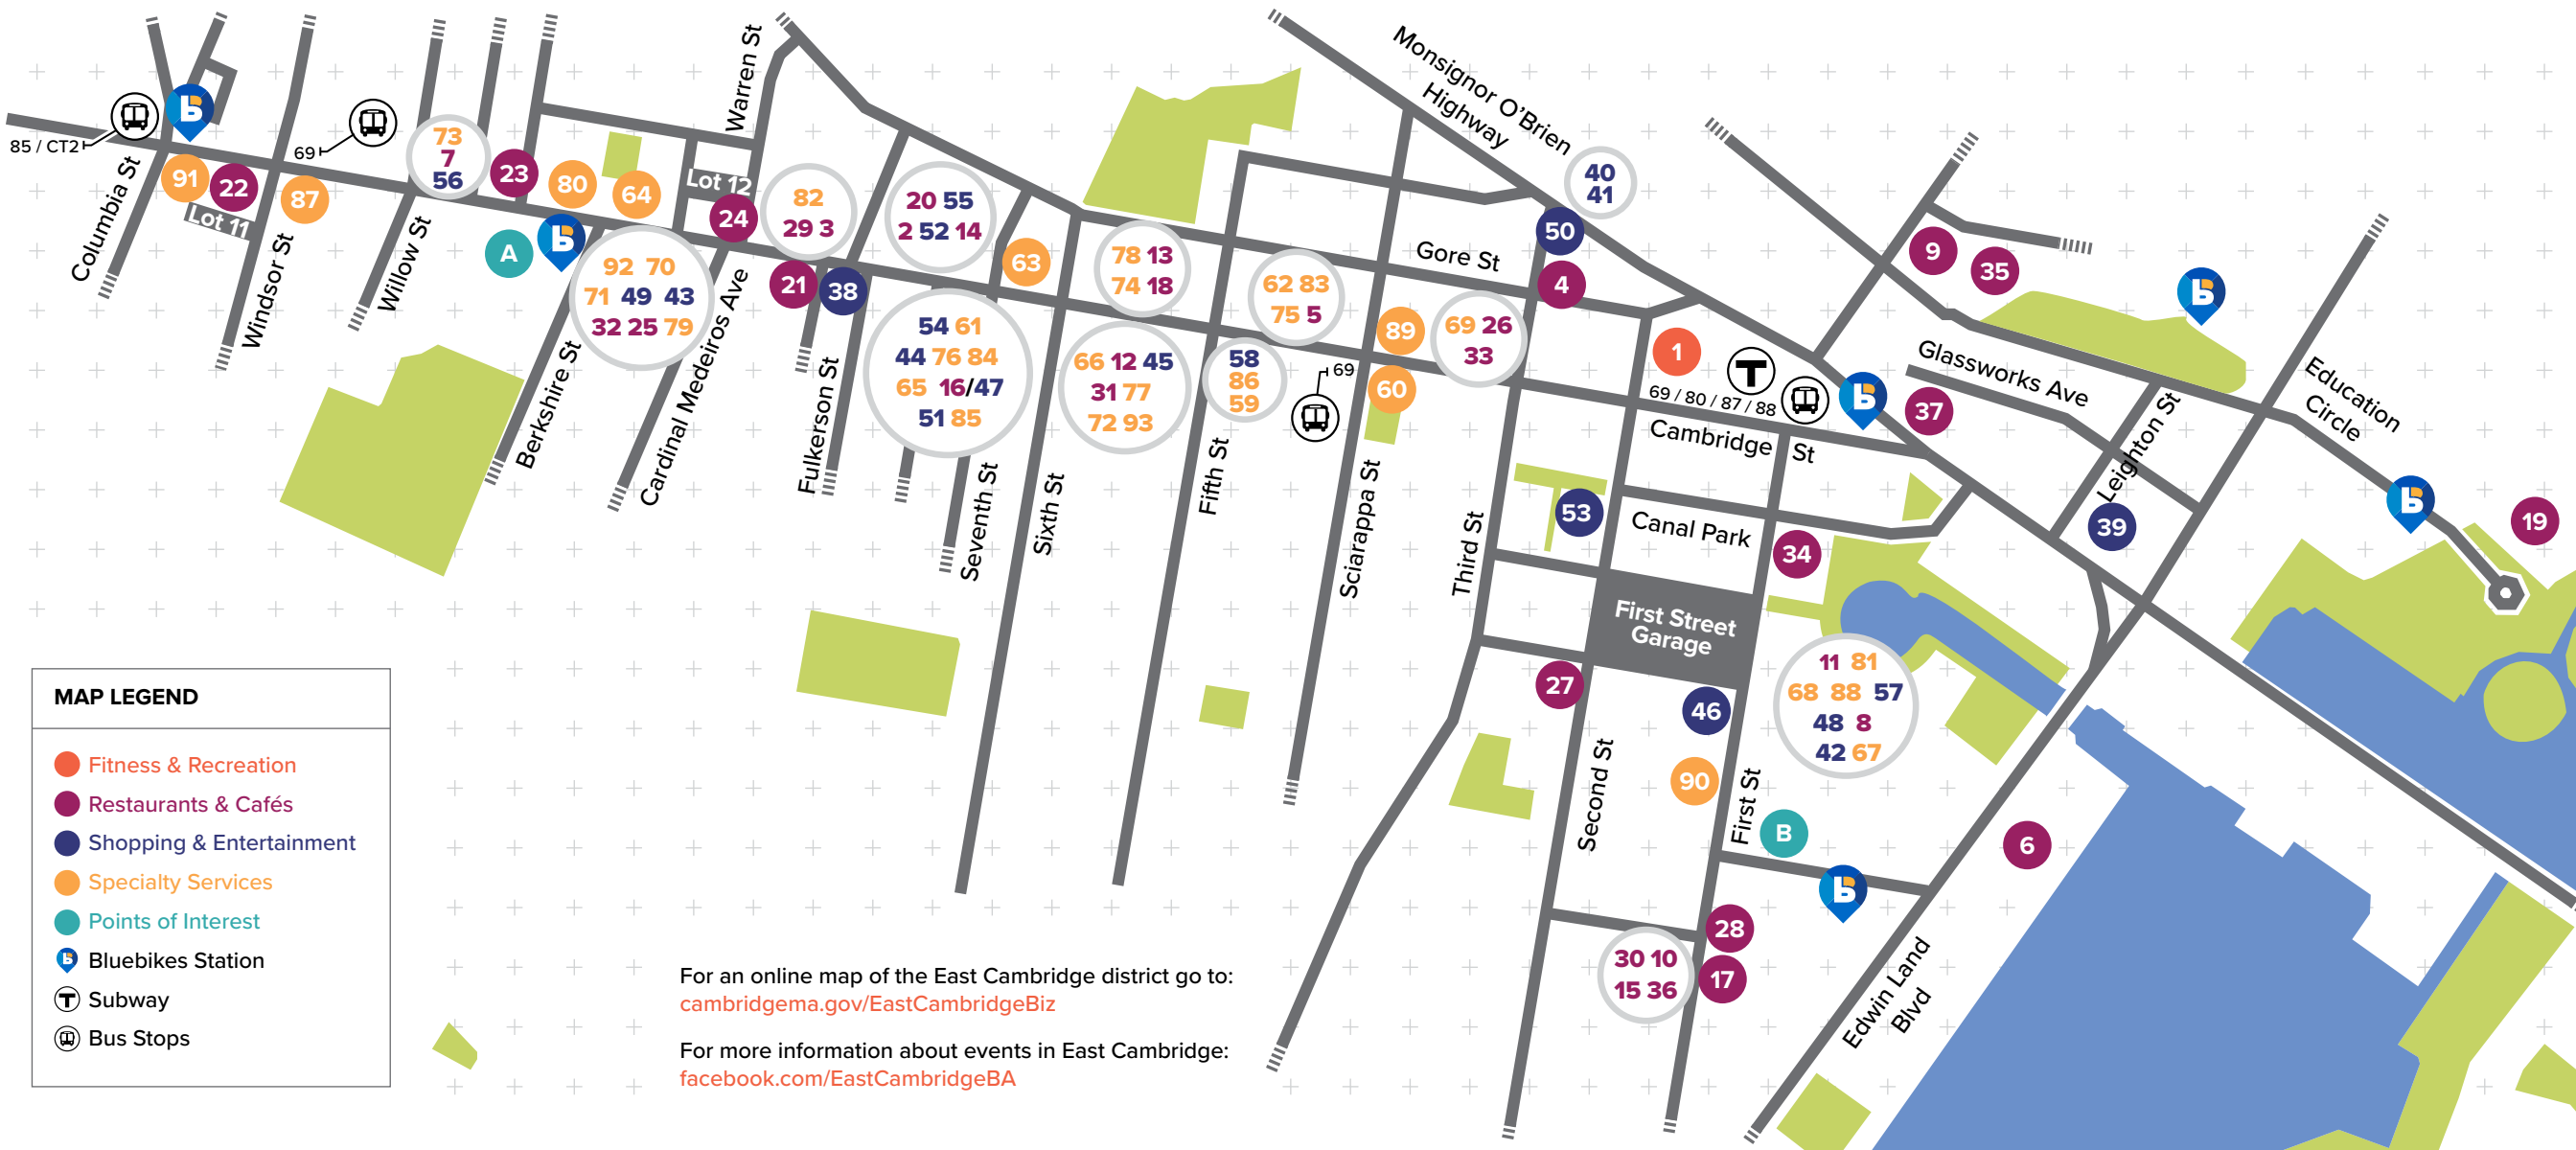 Monsignor O'Brien
Highway
Warren St
85 / CT2
69
73
7
56
40
41
91
22
87
23
80
64
Lot 12
24
82
29 3
20 55
2 52 14
63
78 13
74 18
62 83
75 5
Gore St
50
4
9
35
Columbia St
Lot 11
Windsor St
Willow St
A
92 70
71 49 43
32 25 79
21
38
54 61
44 76 84
65 16/47
51 85
66 12 45
31 77
72 93
58
86
59
69
89
60
69 26
33
1
T
69 / 80 / 87 / 88
Cambridge St
37
Glassworks Ave
Leighton St
Education
Circle
Berkshire St
Cardinal Medeiros Ave
Fulkerson St
Seventh St
Sixth St
Fifth St
Sciarappa St
Third St
53
Canal Park
34
39
19
First Street
Garage
27
46
90
Second St
First St
11 81
68 88 57
48 8
42 67
B
6
28
17
30 10
15 36
Edwin Land
Blvd
MAP LEGEND
Fitness & Recreation
Restaurants & Cafés
Shopping & Entertainment
Specialty Services
Points of Interest
Bluebikes Station
Subway
Bus Stops
For an online map of the East Cambridge district go to:
cambridgema.gov/EastCambridgeBiz
For more information about events in East Cambridge:
facebook.com/EastCambridgeBA